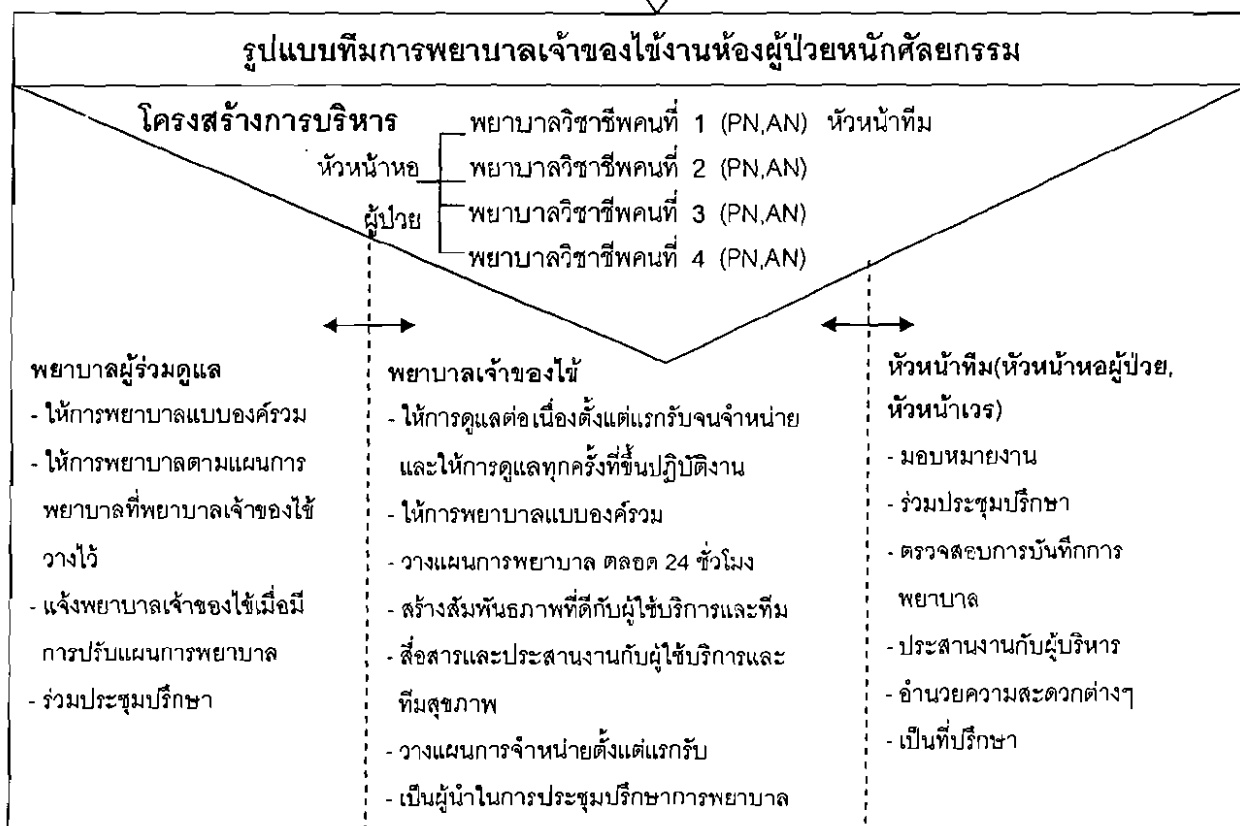 รูปแบบทีมการพยาบาลเจ้าของไข้งานห้องผู้ป่วยหนักศัลยกรรม
โครงสร้างการบริหาร
หัวหน้าหอ
ผู้ป่วย
พยาบาลวิชาชีพคนที่ 1 (PN,AN) หัวหน้าทีม
พยาบาลวิชาชีพคนที่ 2 (PN,AN)
พยาบาลวิชาชีพคนที่ 3 (PN,AN)
พยาบาลวิชาชีพคนที่ 4 (PN,AN)
พยาบาลผู้ร่วมดูแล
- ให้การพยาบาลแบบองค์รวม
- ให้การพยาบาลตามแผนการ
พยาบาลที่พยาบาลเจ้าของไข้
วางไว้
- แจ้งพยาบาลเจ้าของไข้เมื่อมี
การปรับแผนการพยาบาล
- ร่วมประชุมปรึกษา
พยาบาลเจ้าของไข้
- ให้การดูแลต่อเนื่องตั้งแต่แรกรับจนจำหน่าย
และให้การดูแลทุกครั้งที่ขึ้นปฏิบัติงาน
- ให้การพยาบาลแบบองค์รวม
- วางแผนการพยาบาล ตลอด 24 ชั่วโมง
- สร้างสัมพันธภาพที่ดีกับผู้ใช้บริการและทีม
- สื่อสารและประสานงานกับผู้ใช้บริการและ
ทีมสุขภาพ
- วางแผนการจำหน่ายตั้งแต่แรกรับ
- เป็นผู้นำในการประชุมปรึกษาการพยาบาล
หัวหน้าทีม(หัวหน้าหอผู้ป่วย,
หัวหน้าเวร)
- มอบหมายงาน
- ร่วมประชุมปรึกษา
- ตรวจสอบการบันทึกการ
พยาบาล
- ประสานงานกับผู้บริหาร
- อำนวยความสะดวกต่างๆ
- เป็นที่ปรึกษา